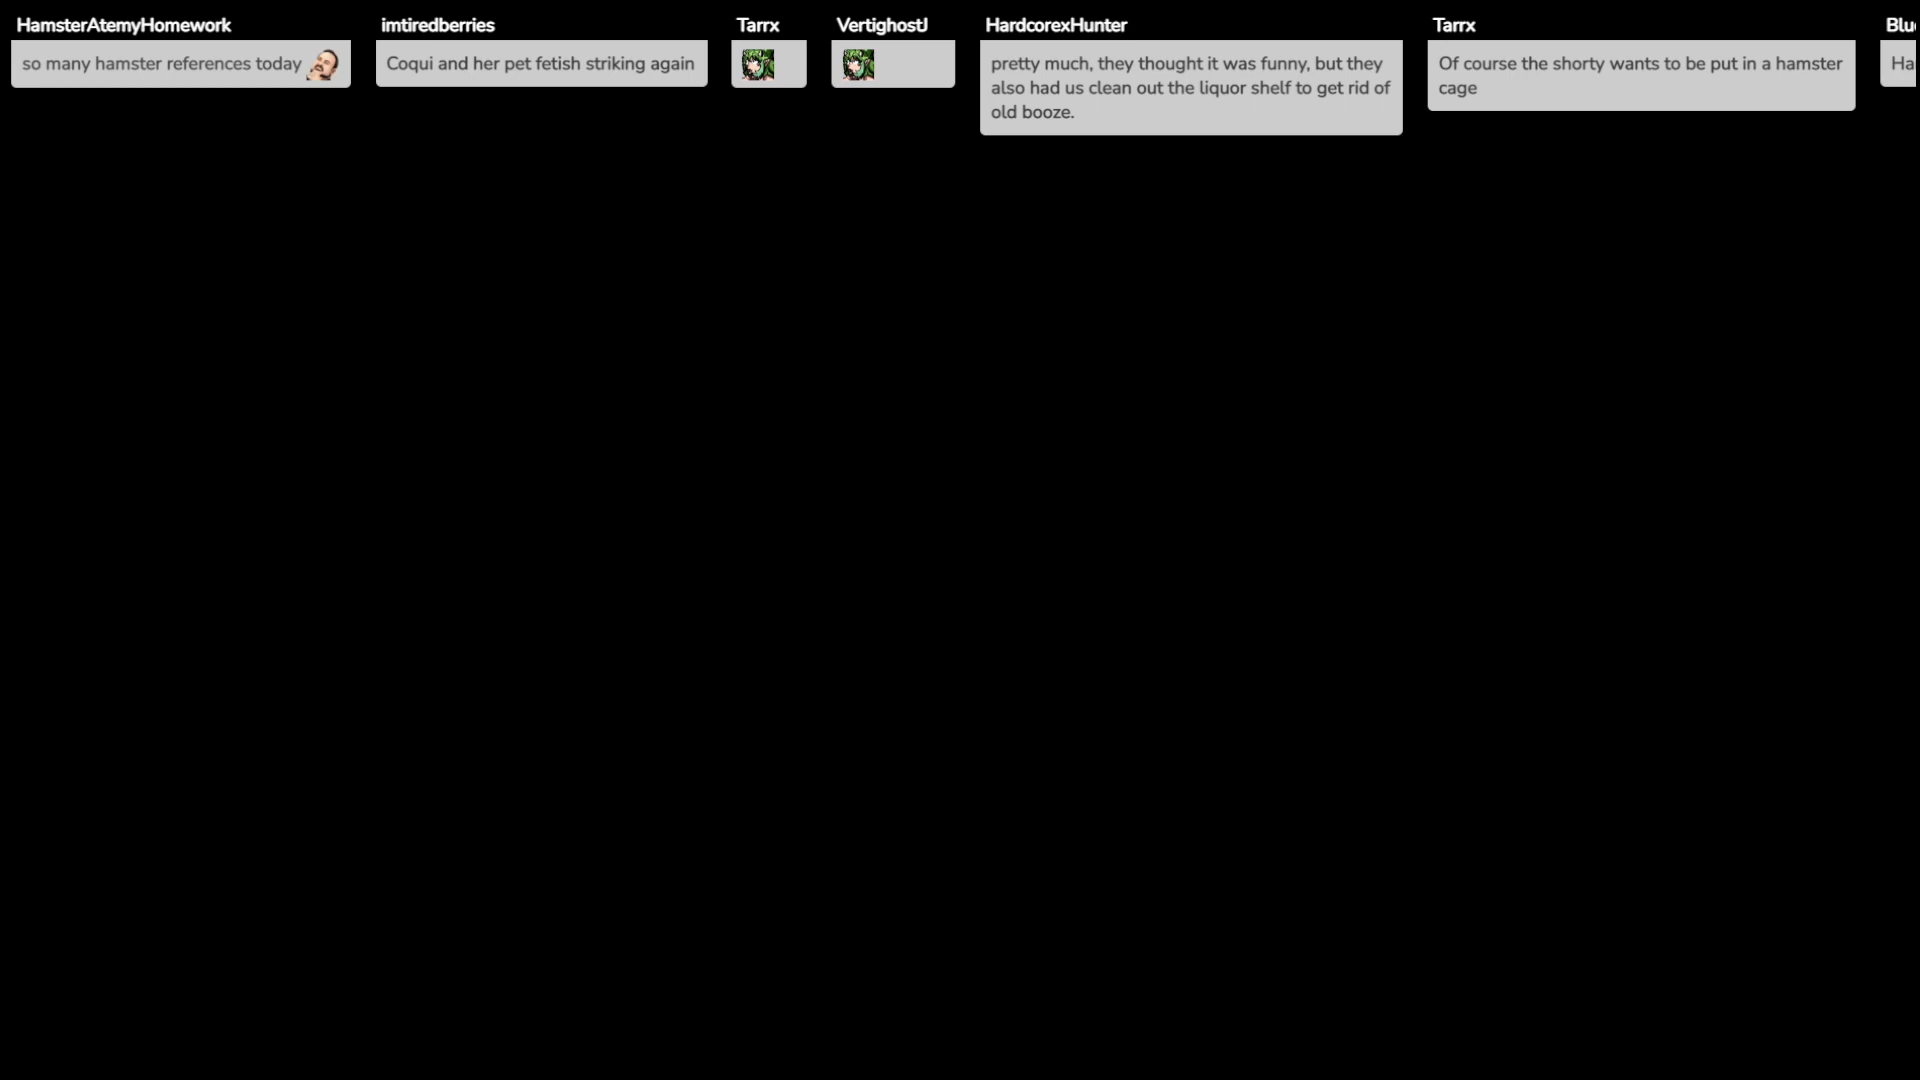 HamsterAtemyHomework
so many hamster references today
imtiredberries
Coqui and her pet fetish striking again
Tarrx
VertighostJ
HardcorexHunter
pretty much, they thought it was funny, but they
also had us clean out the liquor shelf to get rid of
old booze.
Tarrx
Of course the shorty wants to be put in a hamster
cage
Blu
Ha